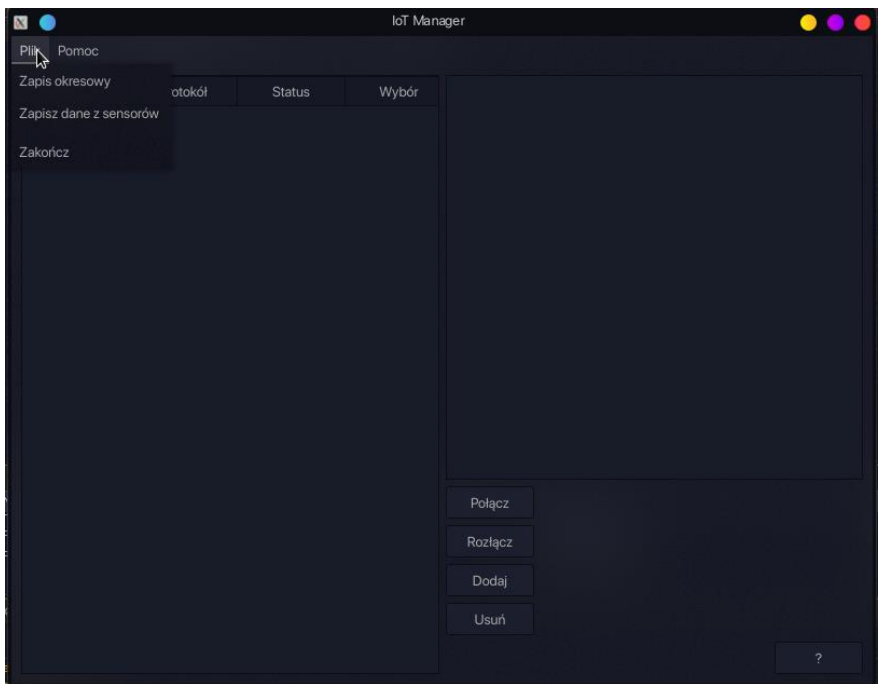 IoT Manager
Plik Pomoc
Zapis okresowy
otokół Status Wybór
Zapisz dane z sensorów
Zakończ
Połącz
Rozłącz
Dodaj
Usuń
?